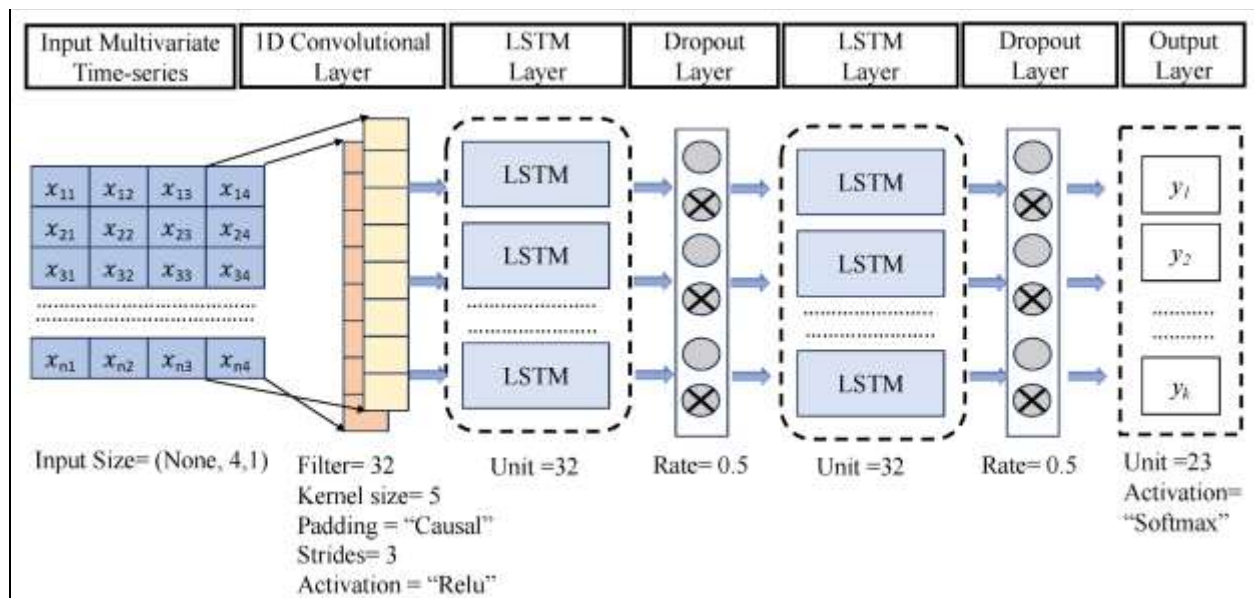 Input Multivariate
Time-series
1D Convolutional
Layer
LSTM
Layer
Dropout
Layer
LSTM
Layer
Dropout
Layer
Output
Layer
x11 x12 x13 x14
x21 x22 x23 x24
x31 x32 x33 x34
xn1 xn2 xn3 xn4
LSTM
LSTM
LSTM
LSTM
LSTM
LSTM
y1
y2
yk
Input Size= (None, 4,1)
Filter= 32
Kernel size= 5
Padding = “Causal”
Strides= 3
Activation = “Relu”
Unit =32
Rate= 0.5
Unit =32
Rate= 0.5
Unit =23
Activation=
“Softmax”